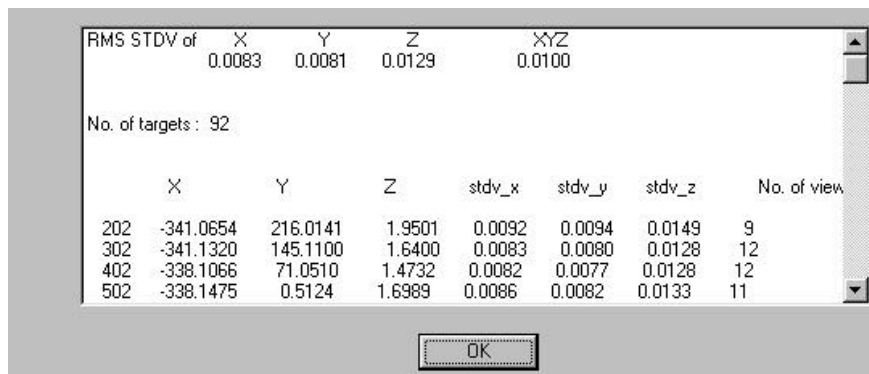 RMS STDV of X Y Z XYZ
0.0083 0.0081 0.0129 0.0100
No. of targets : 92
X Y Z stdv_x stdv_y stdv_z No. of view
202 -341.0654 216.0141 1.9501 0.0092 0.0094 0.0149 9
302 -341.1320 145.1100 1.6400 0.0083 0.0080 0.0128 12
402 -338.1066 71.0510 1.4732 0.0082 0.0077 0.0128 12
502 -338.1475 0.5124 1.6989 0.0086 0.0082 0.0133 11
OK